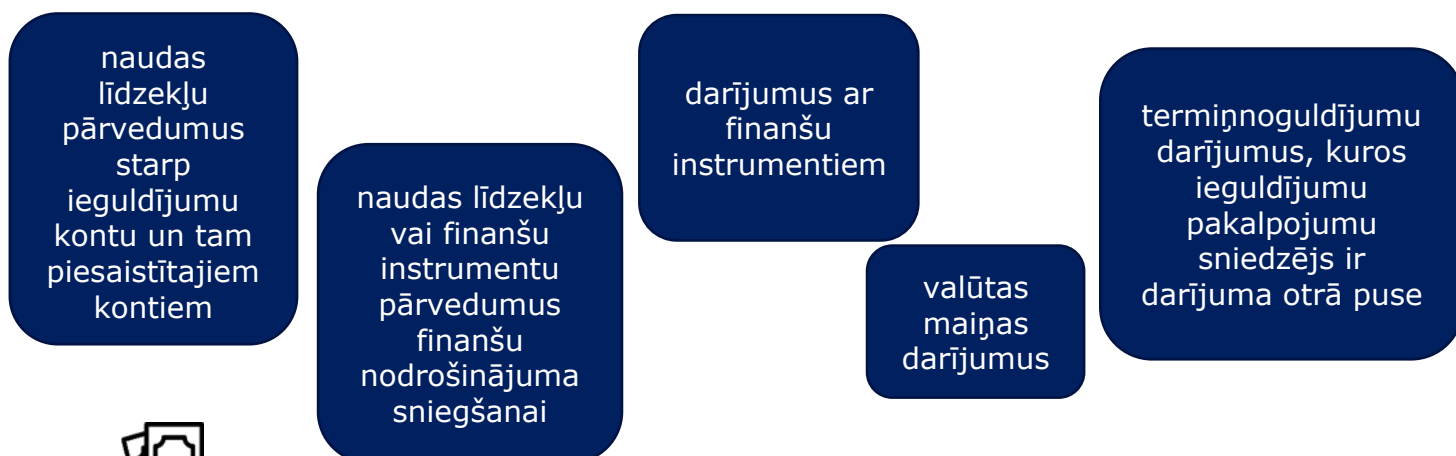 naudas
līdzekļu
pārvedumus
starp
ieguldījumu
kontu un tam
piesaistītajiem
kontiem
naudas līdzekļu
vai finanšu
instrumentu
pārvedumus
finanšu
nodrošinājuma
sniegšanai
darījumus ar
finanšu
instrumentiem
valūtas
maiņas
darījumus
termiņnoguldījumu
darījumus, kuros
ieguldījumu
pakalpojumu
sniedzējs ir
darījuma otrā puse